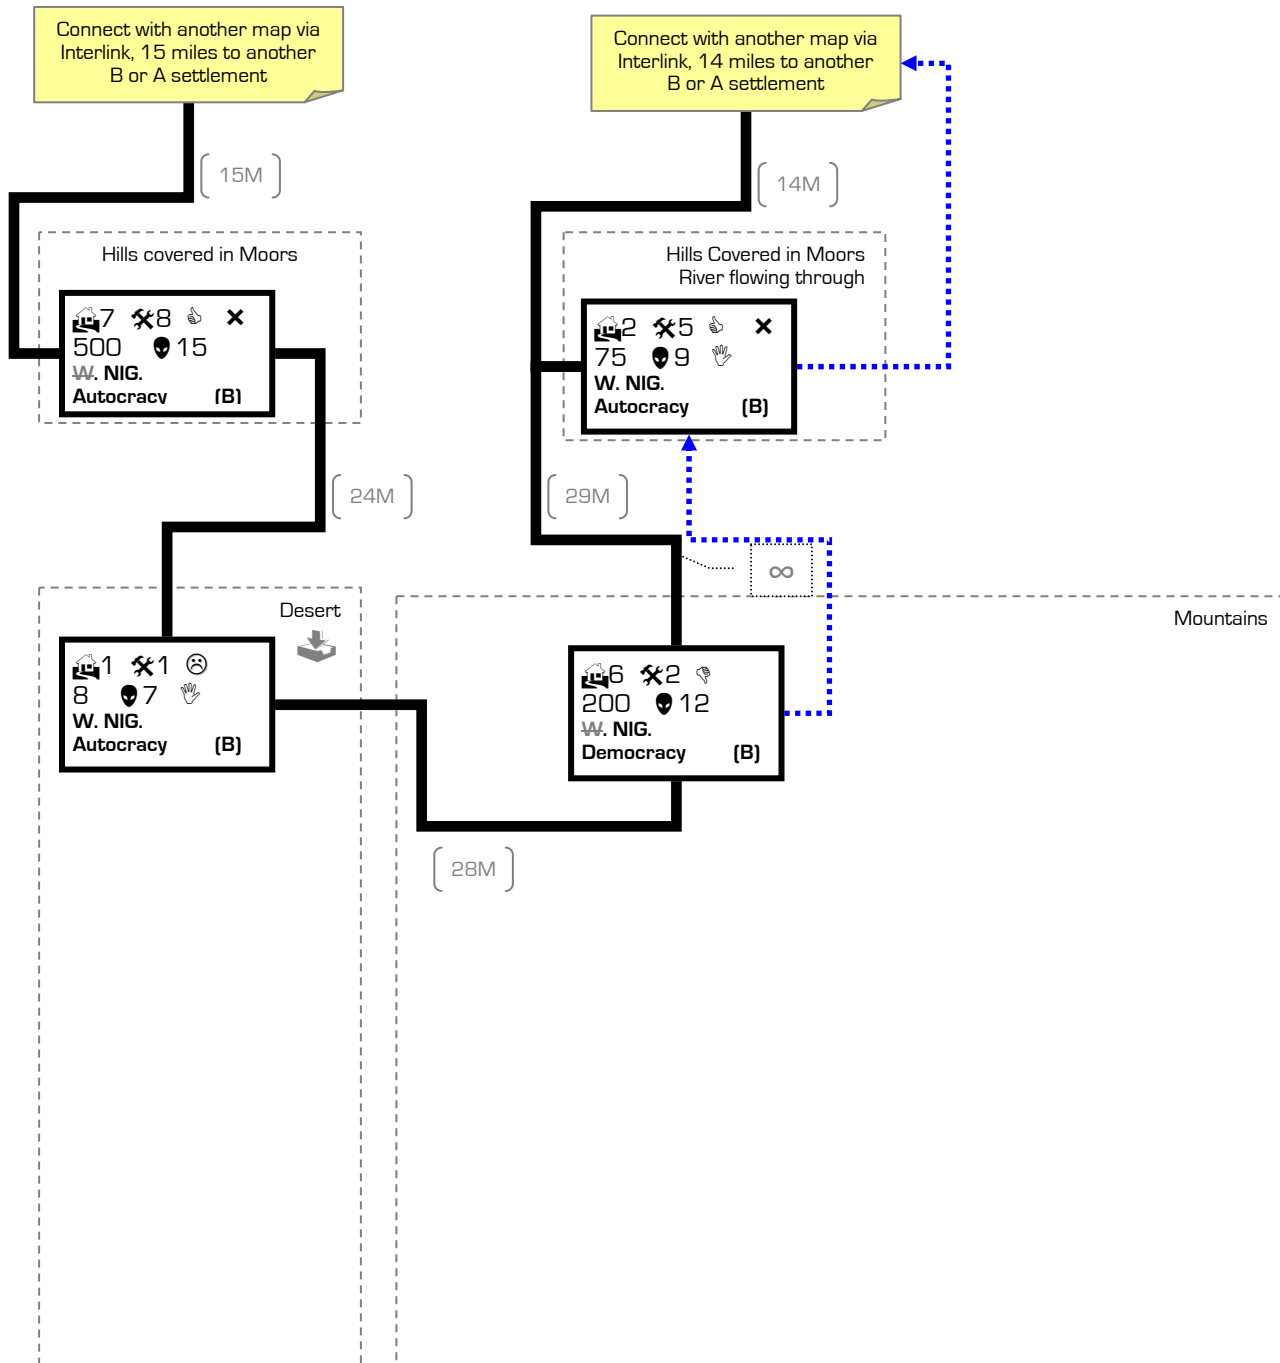 Connect with another map via
Interlink, 15 miles to another
B or A settlement
Connect with another map via
Interlink, 14 miles to another
B or A settlement
15M
14M
Hills covered in Moors
7 8
500 15
W. NIG.
Autocracy (B)
Hills Covered in Moors
River flowing through
2 5
75 9
W. NIG.
Autocracy (B)
24M
29M
∞
Desert
1 1
8 7
W. NIG.
Autocracy (B)
Mountains
6 2
200 12
W. NIG.
Democracy (B)
28M